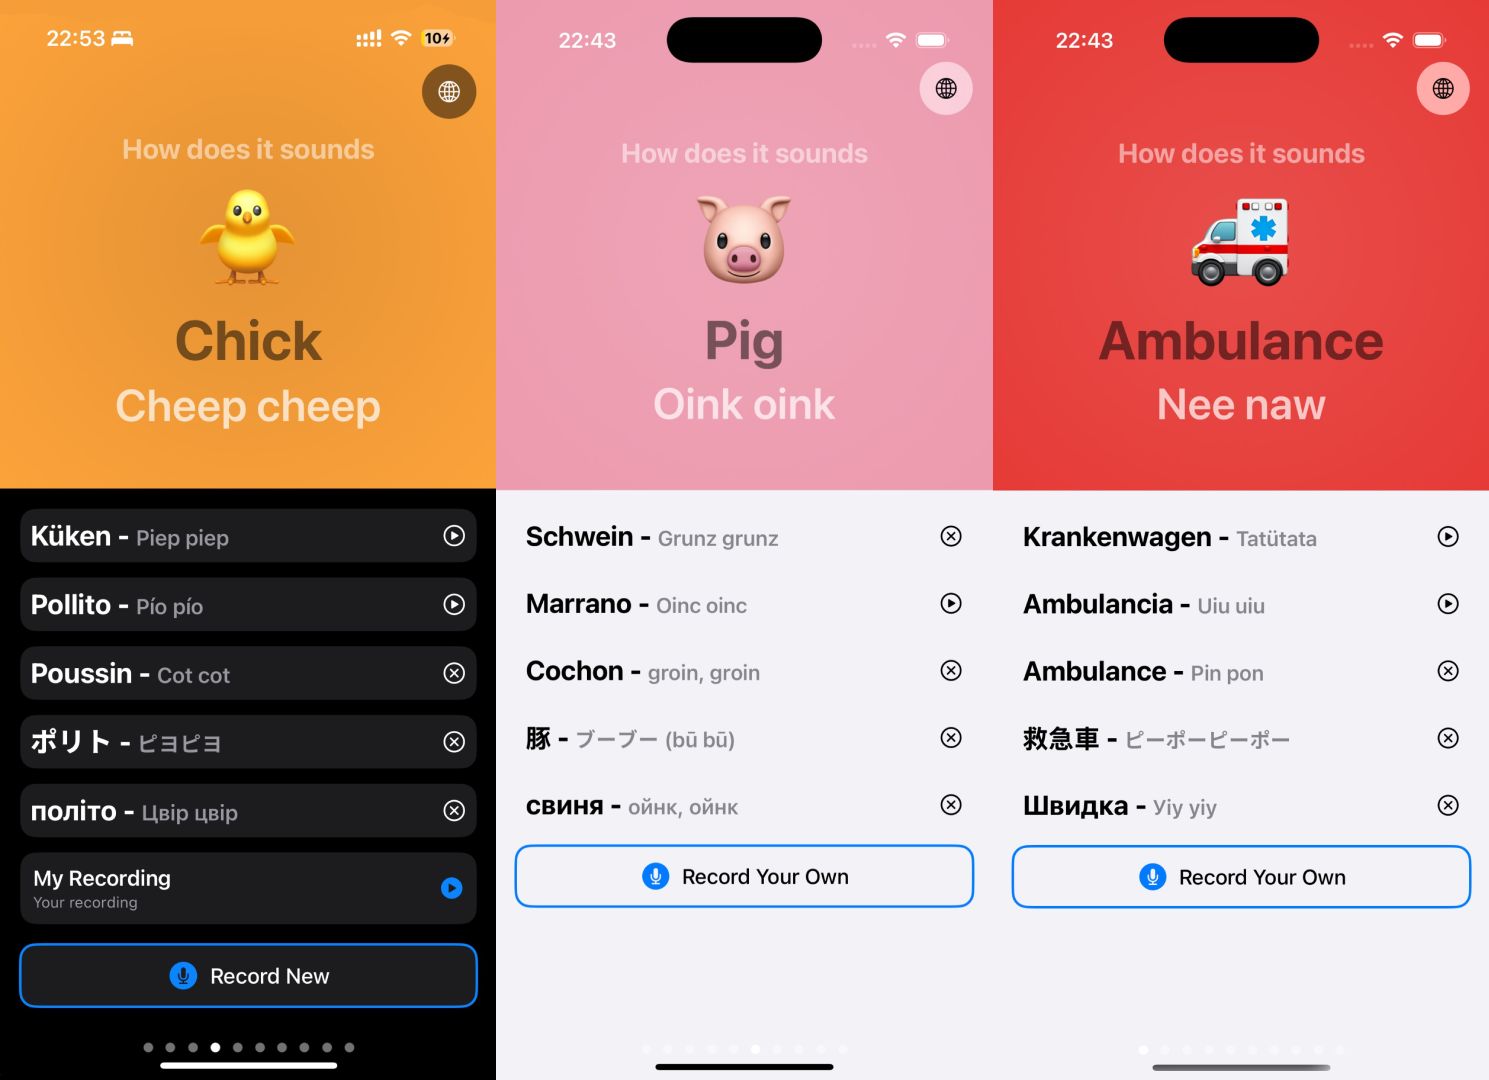 22:53
10
How does it sounds
Chick
Cheep cheep
Küken - Piep piep
Pollito - Pío pío
Poussin - Cot cot
ポリト - ピヨピヨ
політо - Цвір цвір
My Recording
Your recording
Record New
22:43
How does it sounds
Pig
Oink oink
Schwein - Grunz grunz
Marrano - Oinc oinc
Cochon - groin, groin
豚 - ブーブー (bū bū)
свиня - ойнк, ойнк
Record Your Own
22:43
How does it sounds
Ambulance
Nee naw
Krankenwagen - Tatütata
Ambulancia - Uiu uiu
Ambulance - Pin pon
救急車 - ピーポーピーポー
Швидка - Уіу уіу
Record Your Own